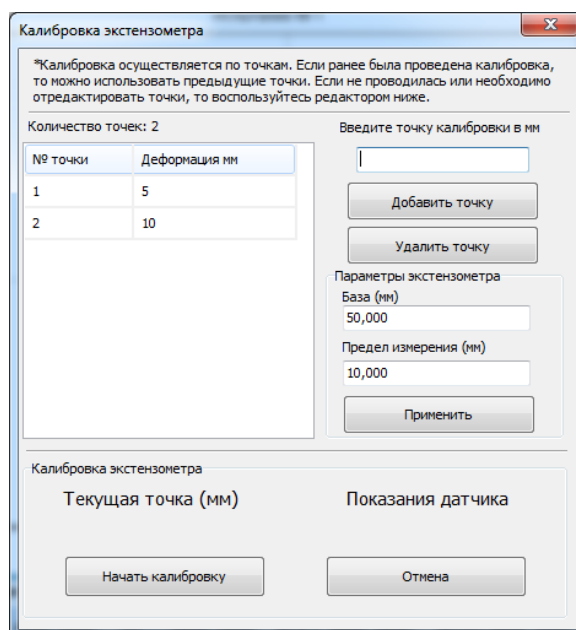 Калибровка экстензометра
*Калибровка осуществляется по точкам. Если ранее была проведена калибровка,
то можно использовать предыдущие точки. Если не проводилась или необходимо
отредактировать точки, то воспользуйтесь редактором ниже.
Количество точек: 2
Введите точку калибровки в мм
№ точки Деформация мм
1 5
2 10
Добавить точку
Удалить точку
Параметры экстензометра
База (мм)
50,000
Предел измерения (мм)
10,000
Применить
Калибровка экстензометра
Текущая точка (мм) Показания датчика
Начать калибровку Отмена